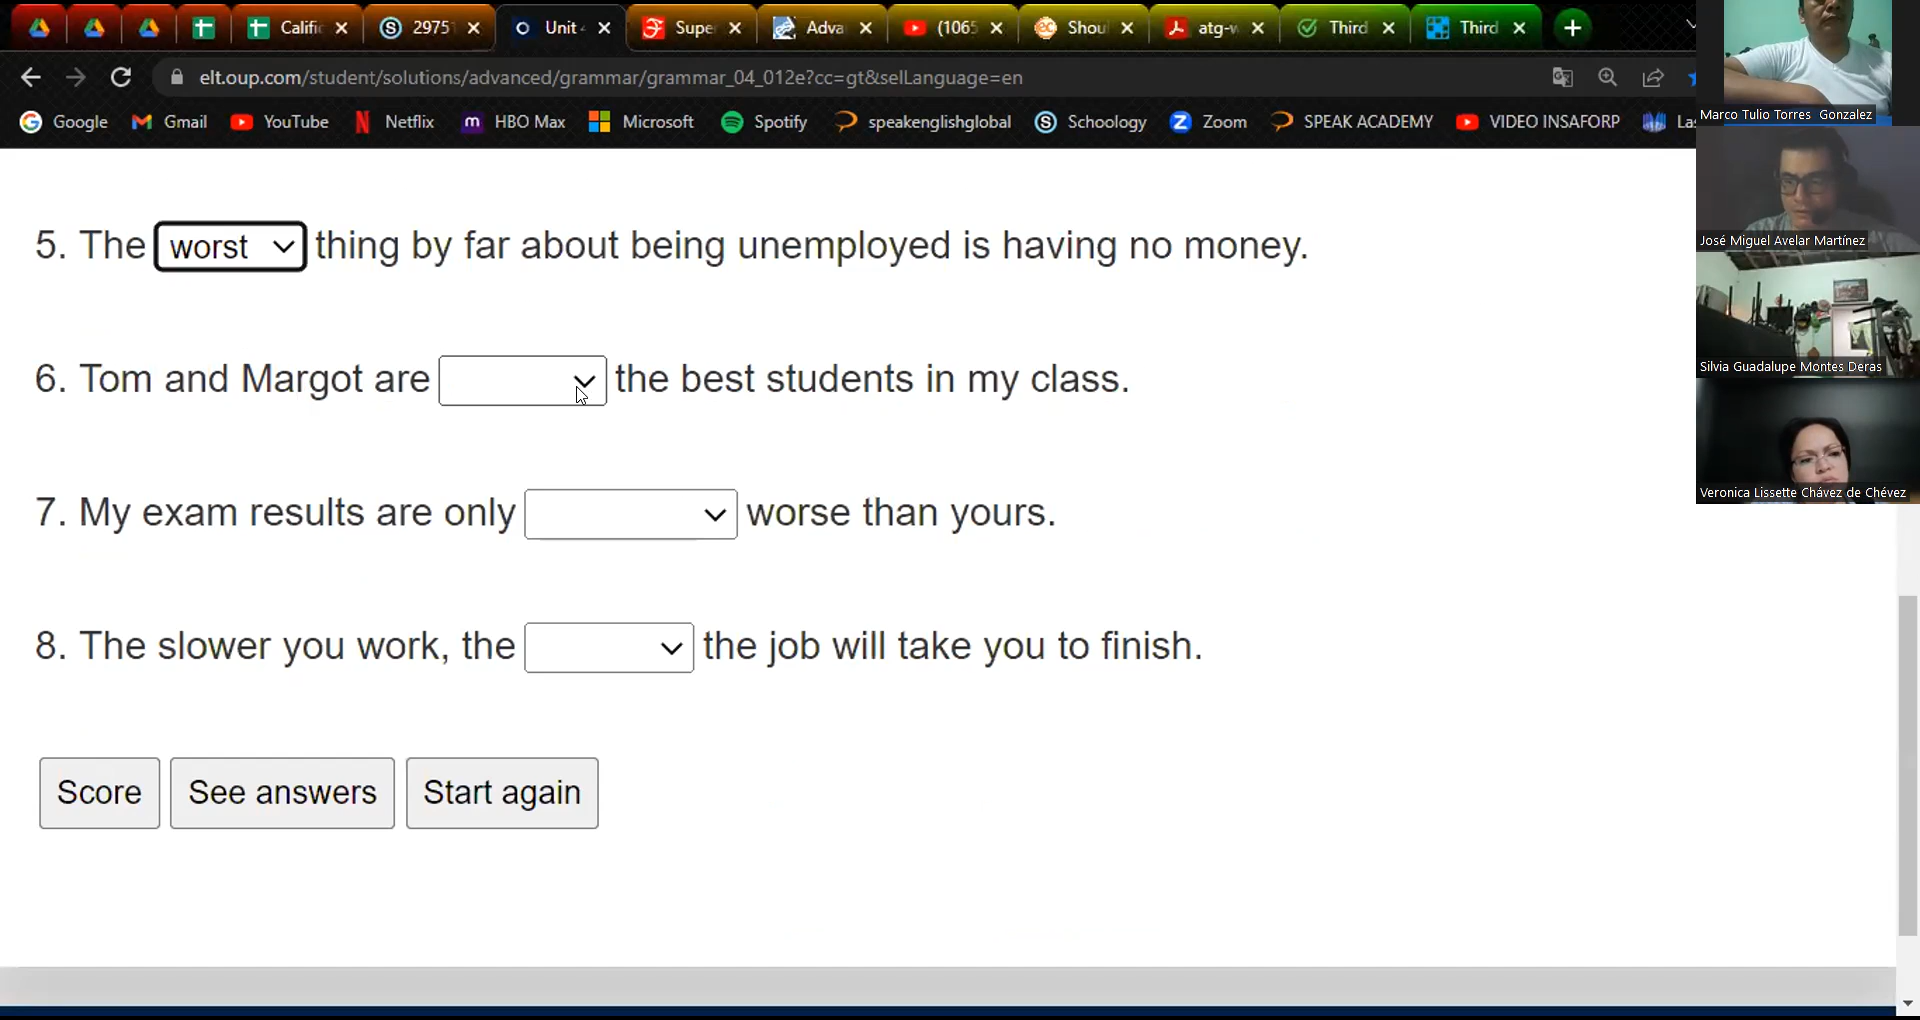 Calific
2975
Unit
Supe
Adva
(1065
Shou
atg-w
Third
Third
elt.oup.com/student/solutions/advanced/grammar/grammar_04_012e?cc=gt&selLanguage=en
Google
Gmail
YouTube
Netflix
HBO Max
Microsoft
Spotify
speakenglishglobal
Schoology
Zoom
SPEAK ACADEMY
VIDEO INSAFORP
La
Marco Tulio Torres Gonzalez
José Miguel Avelar Martínez
Silvia Guadalupe Montes Deras
Veronica Lissette Chávez de Chévez
5. The worst thing by far about being unemployed is having no money.
6. Tom and Margot are the best students in my class.
7. My exam results are only worse than yours.
8. The slower you work, the the job will take you to finish.
Score
See answers
Start again